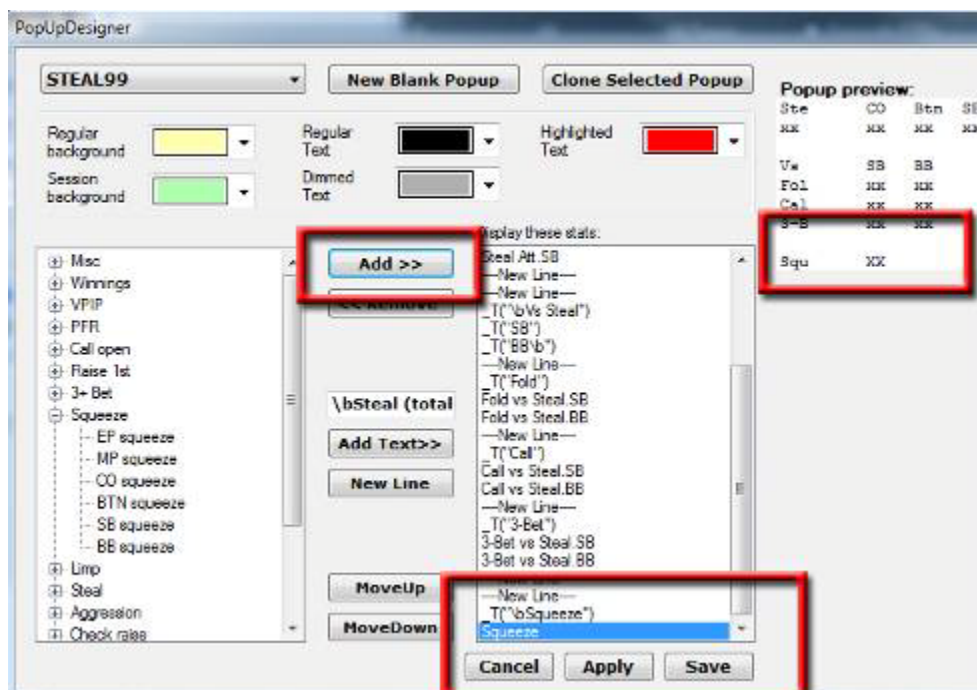 PopUpDesigner
STEAL99
New Blank Popup
Clone Selected Popup
Regular background
Regular Text
Highlighted Text
Session background
Dimmed Text
Popup preview:
Ste CO Btn SB
xx xx xx xx
Vs SB BB
Fol xx xx
Cal xx xx
3-B xx xx
Squ XX
Misc
Winnings
VPIP
PFR
Call open
Raise 1st
3+ Bet
Squeeze
EP squeeze
MP squeeze
CO squeeze
BTN squeeze
SB squeeze
BB squeeze
Limp
Steal
Aggression
Check raise
Add >>
<< Remove
\bSteal (total
Add Text>>
New Line
MoveUp
MoveDown
Display these stats:
Steal Att.SB
---New Line---
---New Line---
_T("\bVs Steal")
_T("SB")
_T("BB\b")
---New Line---
_T("Fold")
Fold vs Steal.SB
Fold vs Steal.BB
---New Line---
_T("Call")
Call vs Steal.SB
Call vs Steal.BB
---New Line---
_T("3-Bet")
3-Bet vs Steal.SB
3-Bet vs Steal.BB
---New Line---
---New Line---
_T("\bSqueeze")
Squeeze
Cancel
Apply
Save